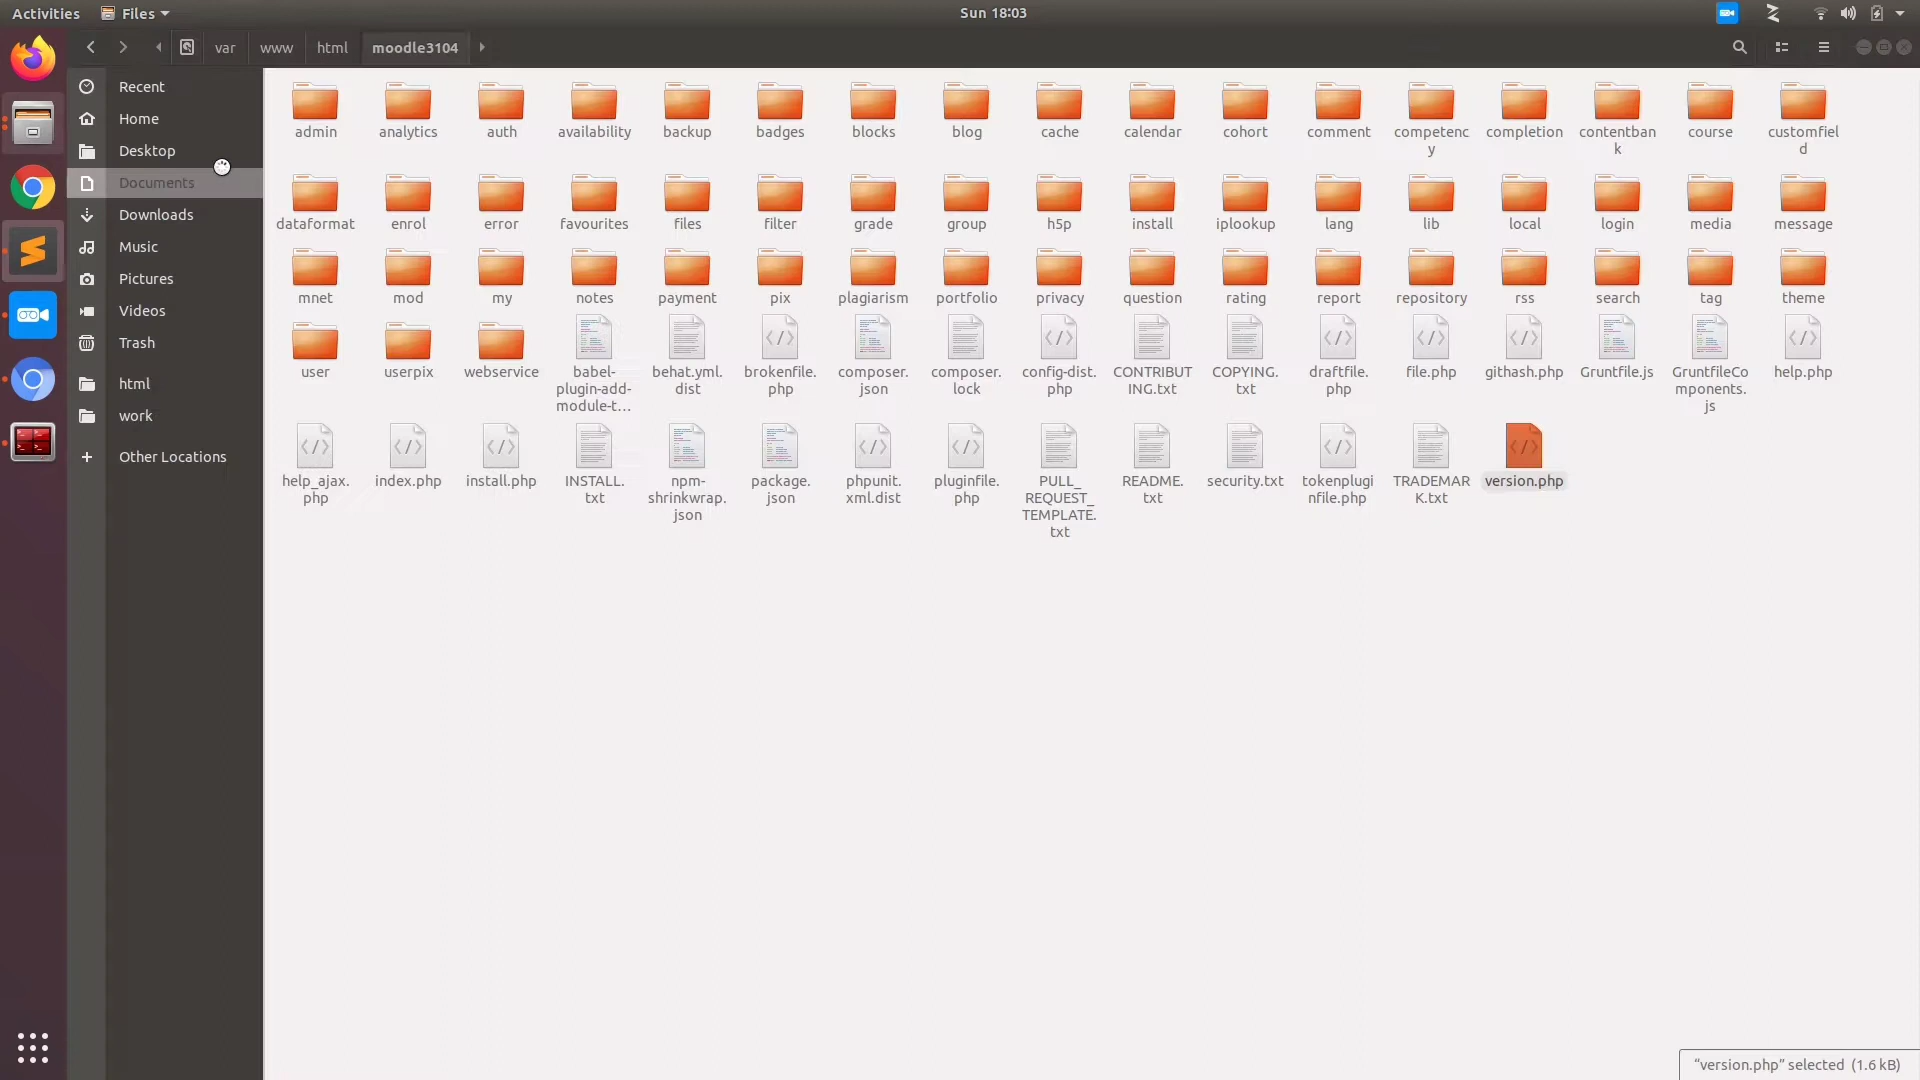 Activities
Files
Sun 18:03
var
www
html
moodle3104
Recent
Home
Desktop
Documents
Downloads
Music
Pictures
Videos
Trash
html
work
+ Other Locations
admin
analytics
auth
availability
backup
badges
blocks
blog
cache
calendar
cohort
comment
competenc
y
completion
contentban
k
course
customfiel
d
dataformat
enrol
error
favourites
files
filter
grade
group
h5p
install
iplookup
lang
lib
local
login
media
message
mnet
mod
my
notes
payment
pix
plagiarism
portfolio
privacy
question
rating
report
repository
rss
search
tag
theme
user
userpix
webservice
babel-
plugin-add-
module-t...
behat.yml.
dist
brokenfile.
php
composer.
json
composer.
lock
config-dist.
php
CONTRIBUT
ING.txt
COPYING.
txt
draftfile.
php
file.php
githash.php
Gruntfile.js
GruntfileCo
mponents.
js
help.php
help_ajax.
php
index.php
install.php
INSTALL.
txt
npm-
shrinkwrap.
json
package.
json
phpunit.
xml.dist
pluginfile.
php
PULL_
REQUEST_
TEMPLATE.
txt
README.
txt
security.txt
tokenplugi
nfile.php
TRADEMAR
K.txt
version.php
“version.php” selected (1.6 kB)